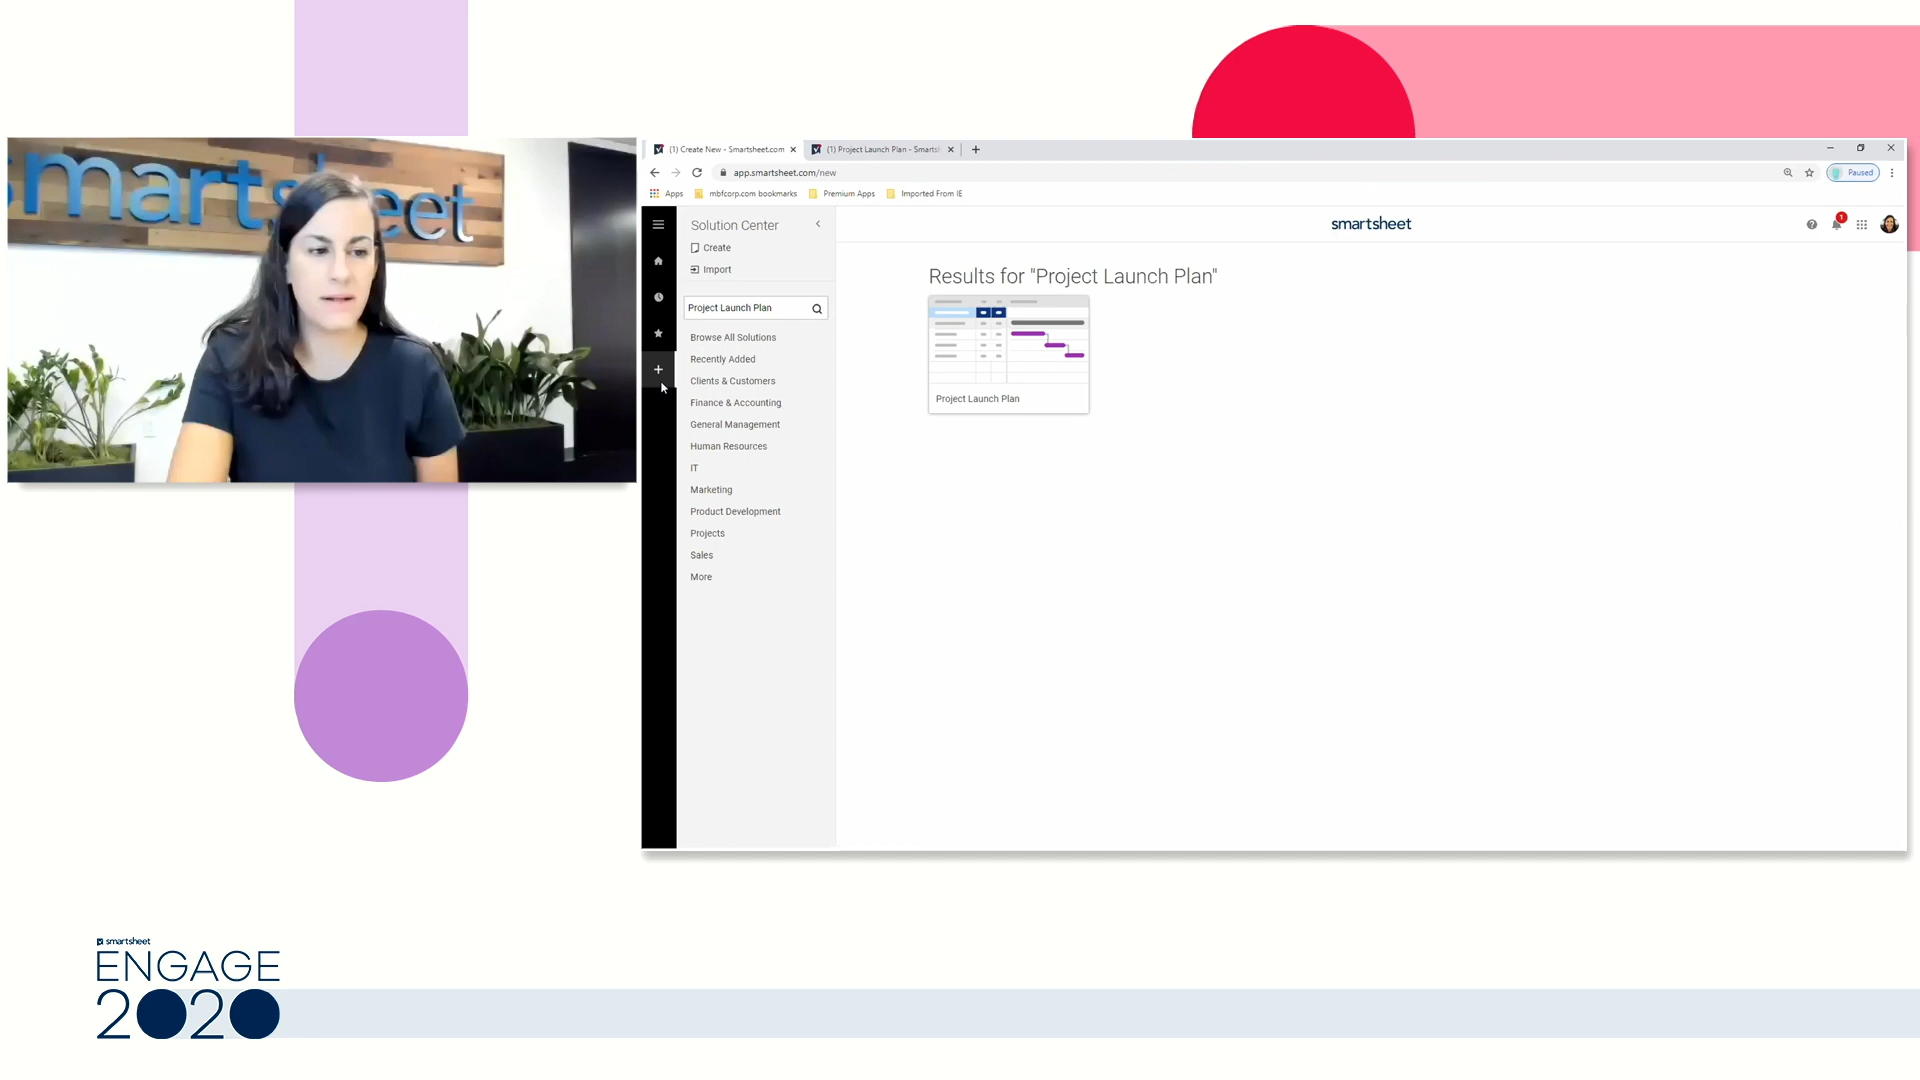 smartsheet
(1) Create New - Smartsheet.com
(1) Project Launch Plan - Smarts
app.smartsheet.com/new
Paused
Apps
mbfcorp.com bookmarks
Premium Apps
Imported From IE
Solution Center
Create
Import
Project Launch Plan
Browse All Solutions
Recently Added
Clients & Customers
Finance & Accounting
General Management
Human Resources
IT
Marketing
Product Development
Projects
Sales
More
smartsheet
1
Results for "Project Launch Plan"
Project Launch Plan
smartsheet
ENGAGE
2020